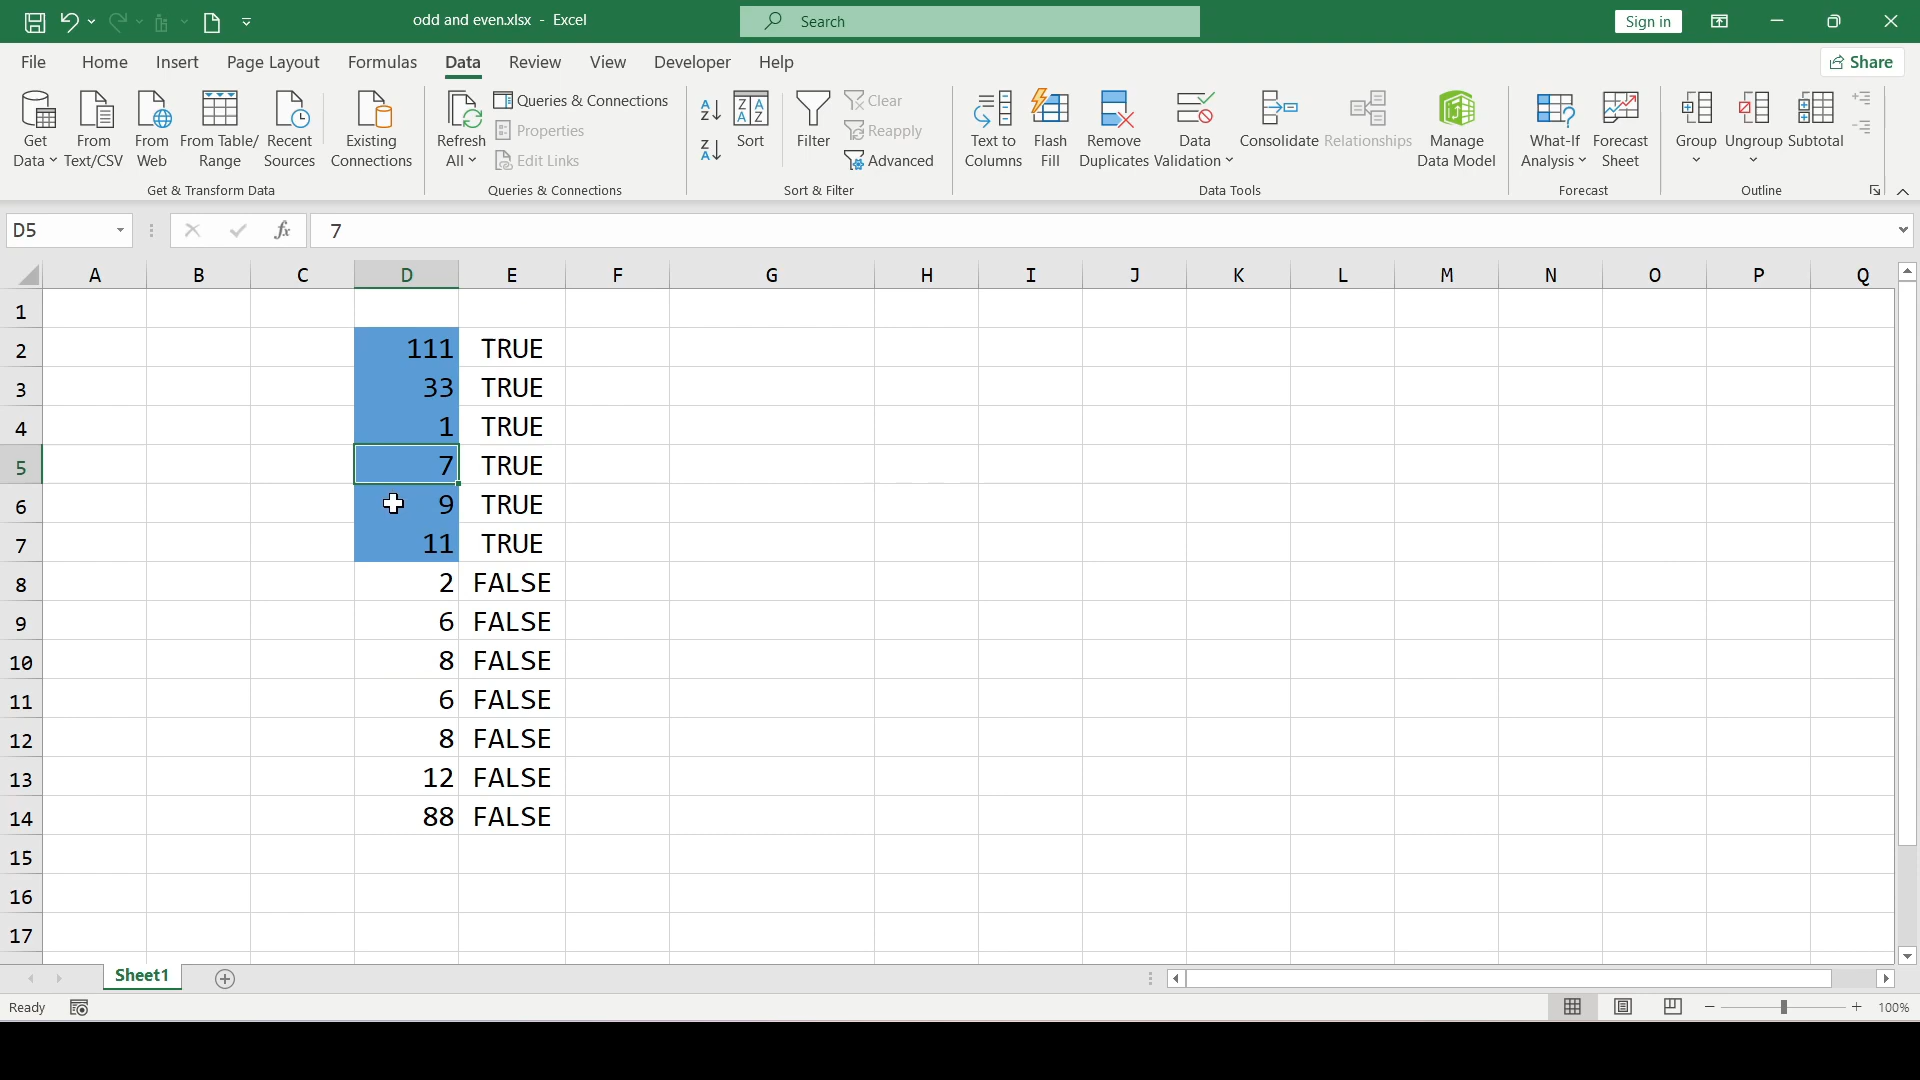 odd and even.xlsx - Excel
Search
Sign in
File Home Insert Page Layout Formulas Data Review View Developer Help
Share
Get Data
From Text/CSV
From Web
From Table/ Range
Recent Sources
Existing Connections
Get & Transform Data
Refresh All
Queries & Connections
Properties
Edit Links
Queries & Connections
Sort
Filter
Clear
Reapply
Advanced
Sort & Filter
Text to Columns
Flash Fill
Remove Duplicates
Data Validation
Consolidate
Relationships
Manage Data Model
Data Tools
What-If Analysis
Forecast Sheet
Forecast
Group
Ungroup
Subtotal
Outline
D5 fx 7
A B C D E F G H I J K L M N O P Q
1
2 111 TRUE
3 33 TRUE
4 1 TRUE
5 7 TRUE
6 9 TRUE
7 11 TRUE
8 2 FALSE
9 6 FALSE
10 8 FALSE
11 6 FALSE
12 8 FALSE
13 12 FALSE
14 88 FALSE
15
16
17
Sheet1
Ready
100%